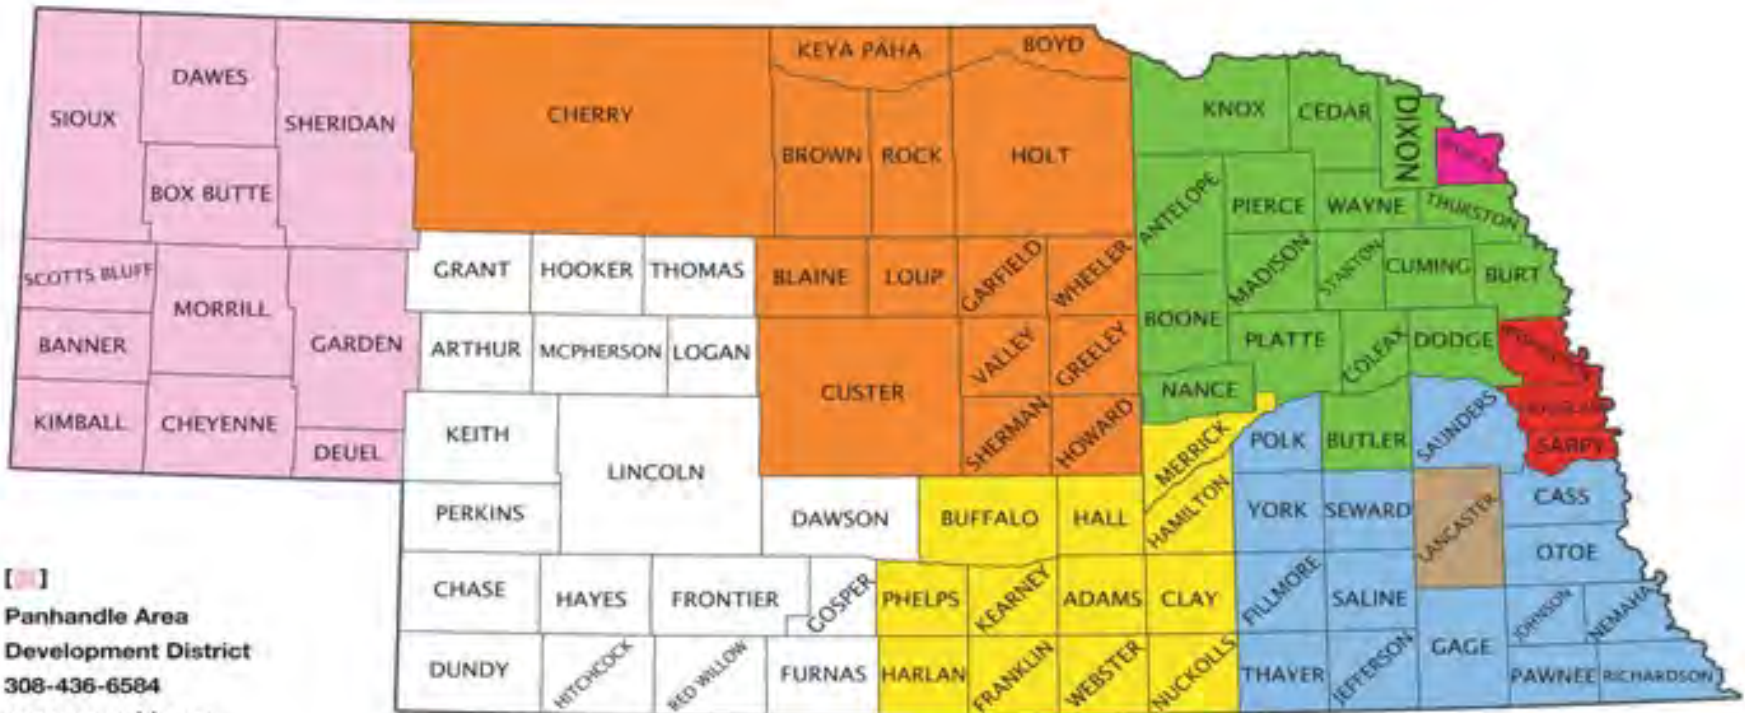 KEYA PAHA
BOYD
DAWES
SIOUX
SHERIDAN
CHERRY
KNOX
CEDAR
DIXON
BROWN
ROCK
HOLT
BOX BUTTE
ANTELOPE
PIERCE
WAYNE
THURSTON
SCOTTS BLUFF
GRANT
HOOKER
THOMAS
BLAINE
LOUP
GARFIELD
WHEELER
MADISON
STANTON
CUMING
BURT
MORRILL
BOONE
BANNER
GARDEN
ARTHUR
MCPHERSON
LOGAN
VALLEY
GREELEY
PLATTE
COLFAX
DODGE
CUSTER
NANCE
KIMBALL
CHEYENNE
KEITH
SHERMAN
HOWARD
MERRICK
POLK
BUTLER
SAUNDERS
SARPY
DEUEL
LINCOLN
PERKINS
DAWSON
BUFFALO
HALL
HAMILTON
YORK
SEWARD
LANCASTER
CASS
OTOE
CHASE
HAYES
FRONTIER
GOSPER
PHELPS
KEARNEY
ADAMS
CLAY
FILLMORE
SALINE
JOHNSON
NEMAHA
DUNDY
HITCHCOCK
RED WILLOW
FURNAS
HARLAN
FRANKLIN
WEBSTER
NUCKOLLS
THAYER
JEFFERSON
GAGE
PAWNEE
RICHARDSON
[ ]
Panhandle Area
Development District
308-436-6584